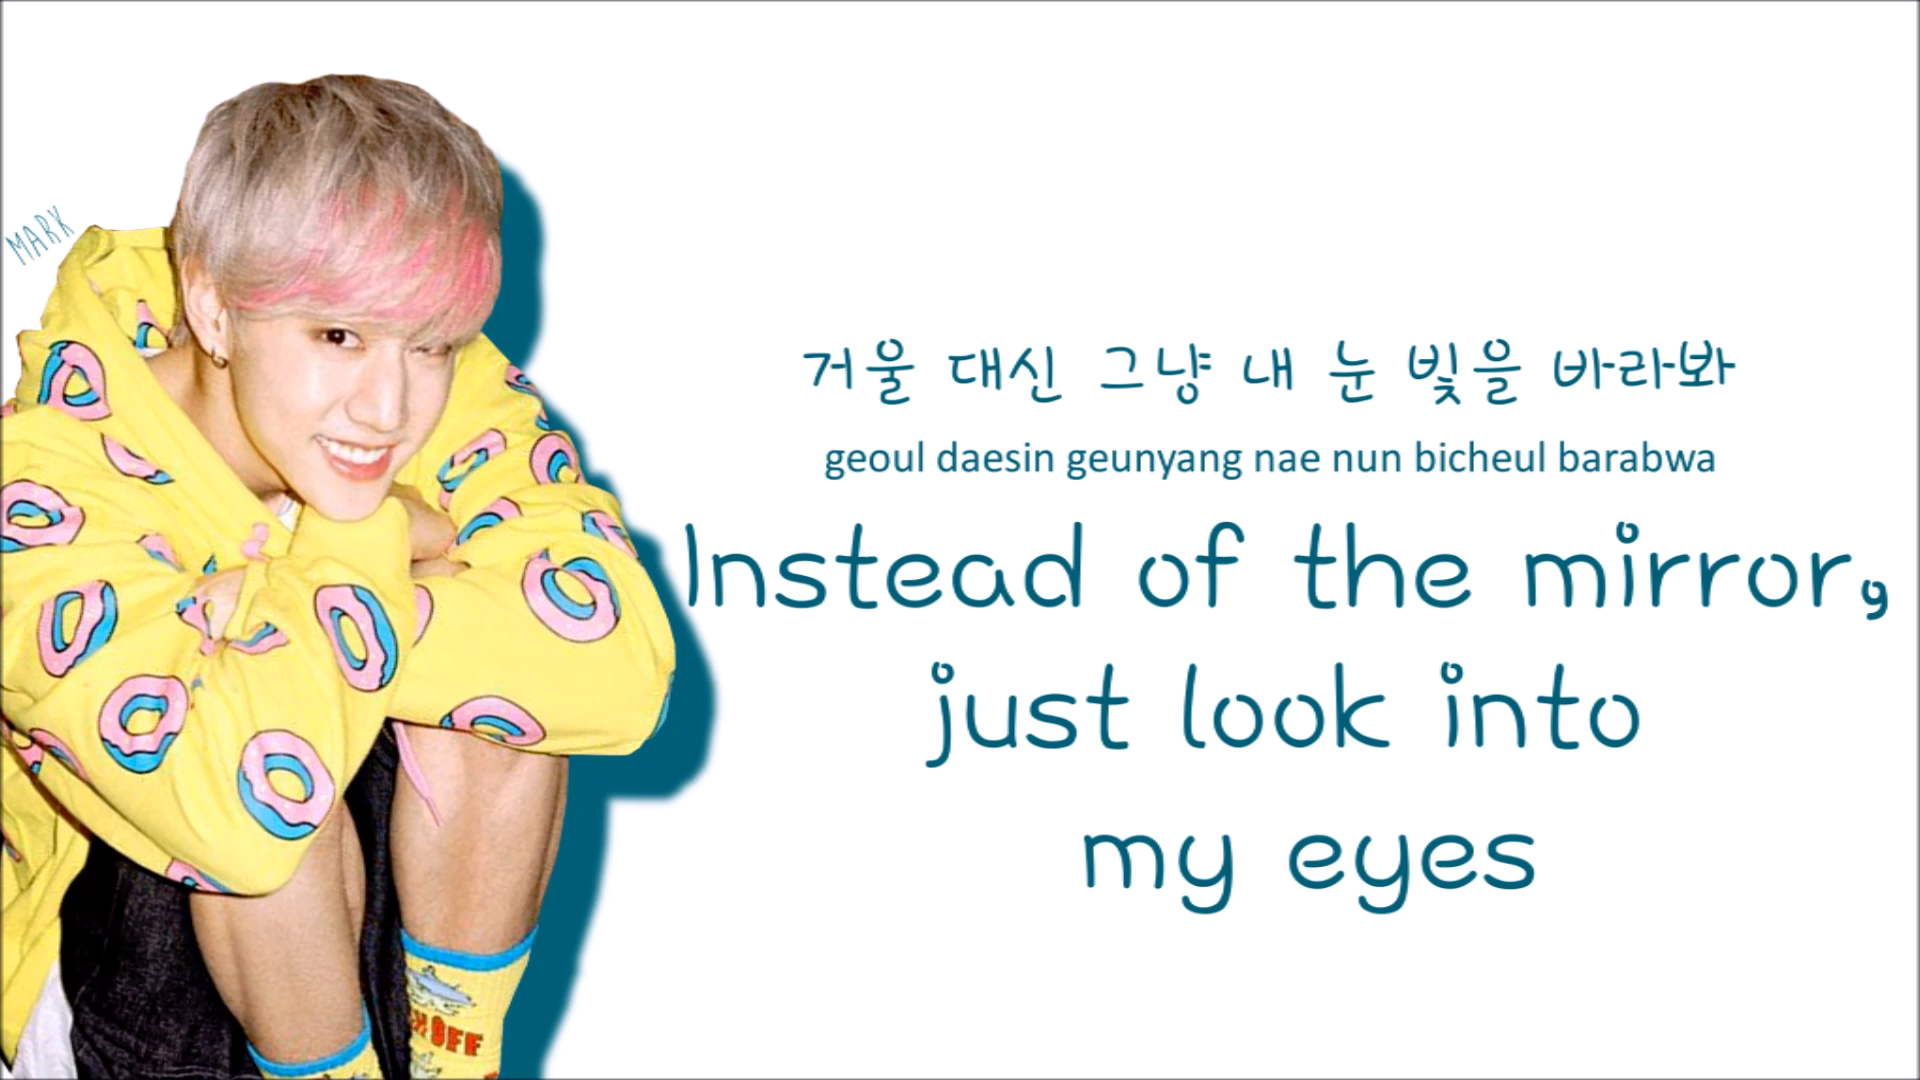 MARK
거울 대신 그냥 내 눈 빛을 바라봐
geoul daesin geunyang nae nun bicheul barabwa
Instead of the mirror,
just look into
my eyes
OFF